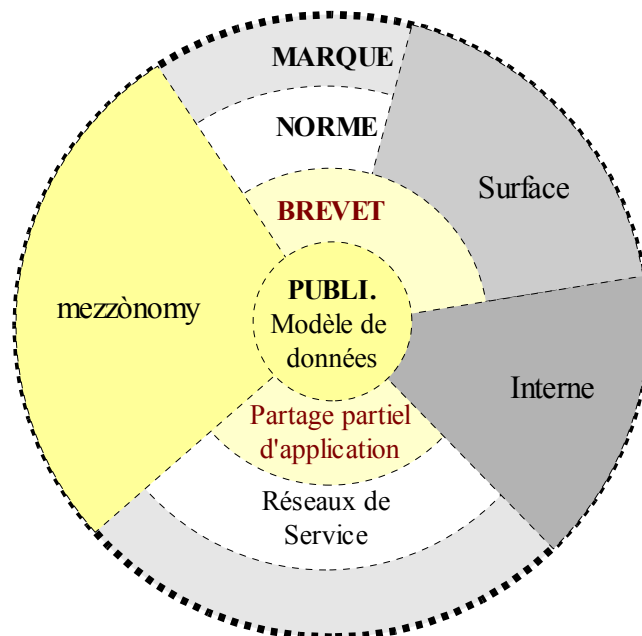 MARQUE
NORME
Surface
BREVET
mezzònomy
PUBLI.
Modèle de
données
Interne
Partage partiel
d'application
Réseaux de
Service